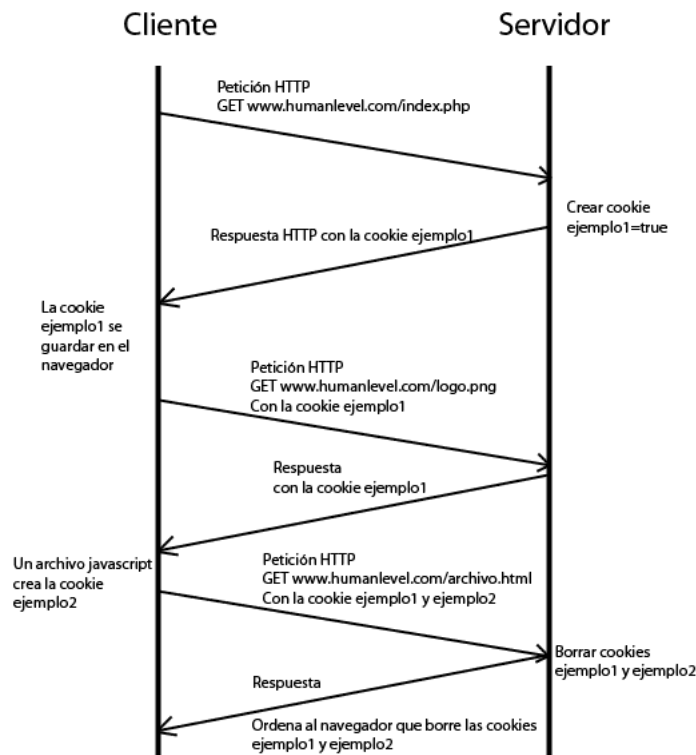 Cliente
Servidor
Petición HTTP
GET www.humanlevel.com/index.php
Crear cookie
ejemplo1=true
Respuesta HTTP con la cookie ejemplo1
La cookie
ejemplo1 se
guardar en el
navegador
Petición HTTP
GET www.humanlevel.com/logo.png
Con la cookie ejemplo1
Respuesta
con la cookie ejemplo1
Un archivo javascript
crea la cookie
ejemplo2
Petición HTTP
GET www.humanlevel.com/archivo.html
Con la cookie ejemplo1 y ejemplo2
Borrar cookies
ejemplo1 y ejemplo2
Respuesta
Ordena al navegador que borre las cookies
ejemplo1 y ejemplo2